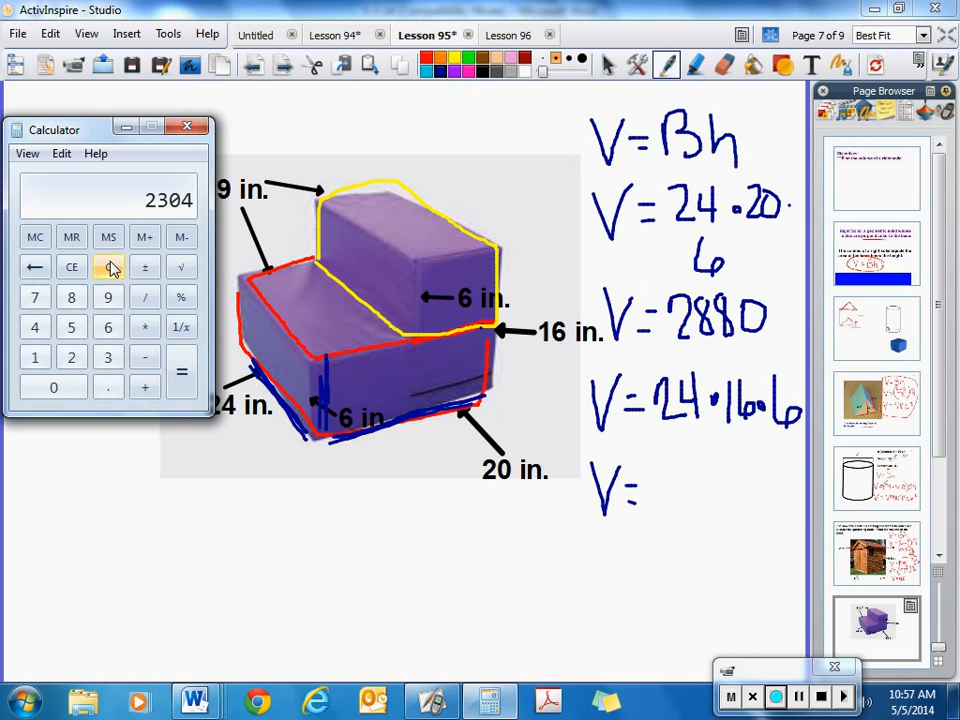 ActivInspire - Studio
File Edit View Insert Tools Help
Untitled
Lesson 94*
Lesson 95*
Lesson 96
Page 7 of 9
Best Fit
Page Browser
Calculator
View Edit Help
2304
MC MR MS M+ M-
← CE C ± √
7 8 9 / %
4 5 6 * 1/x
1 2 3 - =
0 . +
9 in.
6 in.
16 in.
24 in.
6 in
20 in.
V = Bh
V = 24 • 20 •
6
V = 2880
V = 24 • 16 • 6
V =
V = Bh
M
10:57 AM
5/5/2014